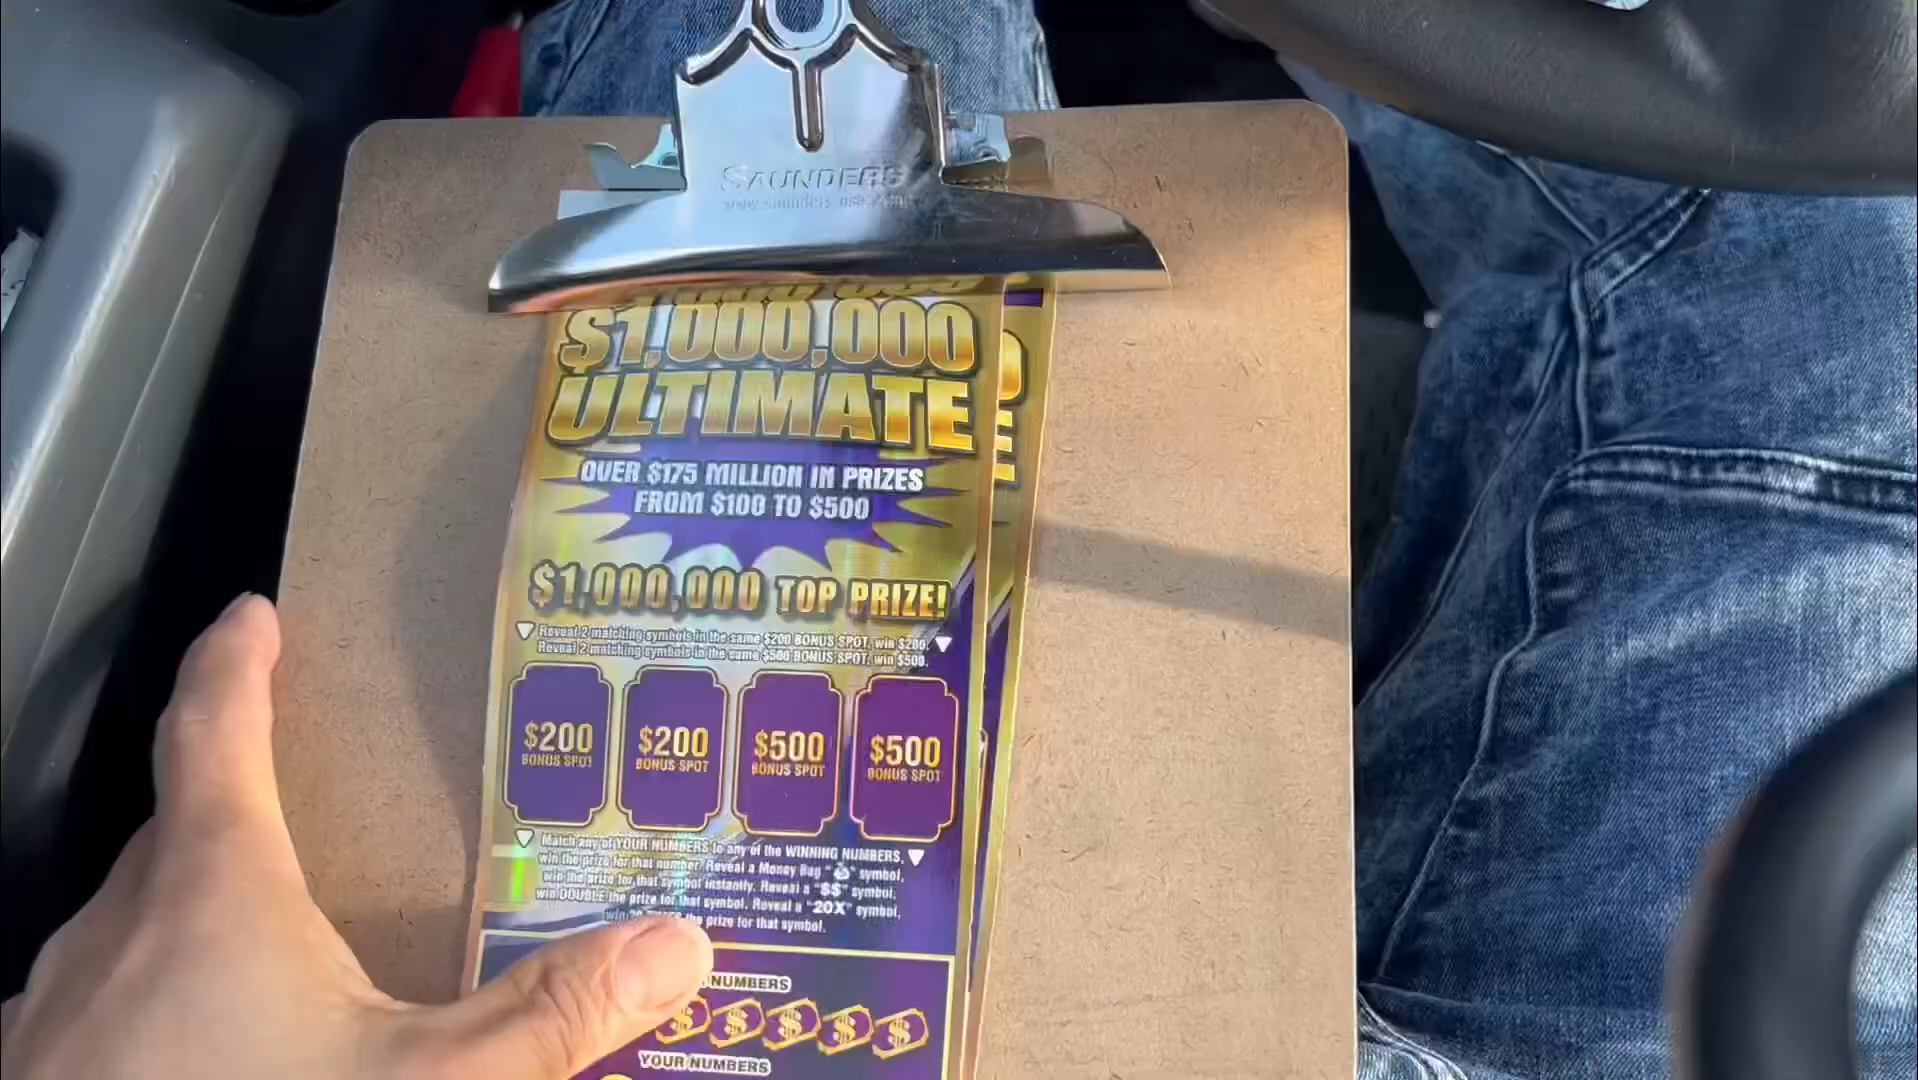 SAUNDERS
$1,000,000
ULTIMATE
OVER $175 MILLION IN PRIZES
FROM $100 TO $500
$1,000,000 TOP PRIZE!
Reveal 2 matching symbols in the same $200 BONUS SPOT, win $200.
Reveal 2 matching symbols in the same $500 BONUS SPOT, win $500.
$200
BONUS SPOT
$200
BONUS SPOT
$500
BONUS SPOT
$500
BONUS SPOT
Match any of YOUR NUMBERS to any of the WINNING NUMBERS,
win the prize for that number. Reveal a Money Bag " " symbol,
win the prize for that symbol instantly. Reveal a "$$" symbol,
win DOUBLE the prize for that symbol. Reveal a "20X" symbol,
win the prize for that symbol.
NUMBERS
$ $ $ $ $
YOUR NUMBERS